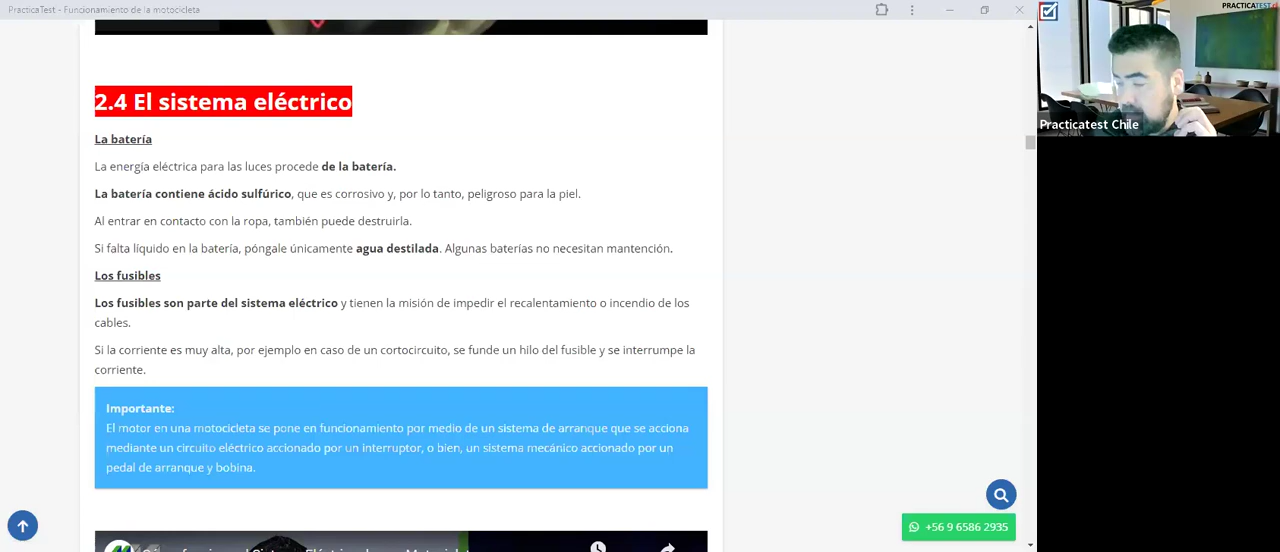 PracticaTest - Funcionamiento de la motocicleta
PRACTICATEST
Practicatest Chile
2.4 El sistema eléctrico
La batería
La energía eléctrica para las luces procede de la batería.
La batería contiene ácido sulfúrico, que es corrosivo y, por lo tanto, peligroso para la piel.
Al entrar en contacto con la ropa, también puede destruirla.
Si falta líquido en la batería, póngale únicamente agua destilada. Algunas baterías no necesitan mantención.
Los fusibles
Los fusibles son parte del sistema eléctrico y tienen la misión de impedir el recalentamiento o incendio de los
cables.
Si la corriente es muy alta, por ejemplo en caso de un cortocircuito, se funde un hilo del fusible y se interrumpe la
corriente.
Importante:
El motor en una motocicleta se pone en funcionamiento por medio de un sistema de arranque que se acciona
mediante un circuito eléctrico accionado por un interruptor, o bien, un sistema mecánico accionado por un
pedal de arranque y bobina.
+56 9 6586 2935